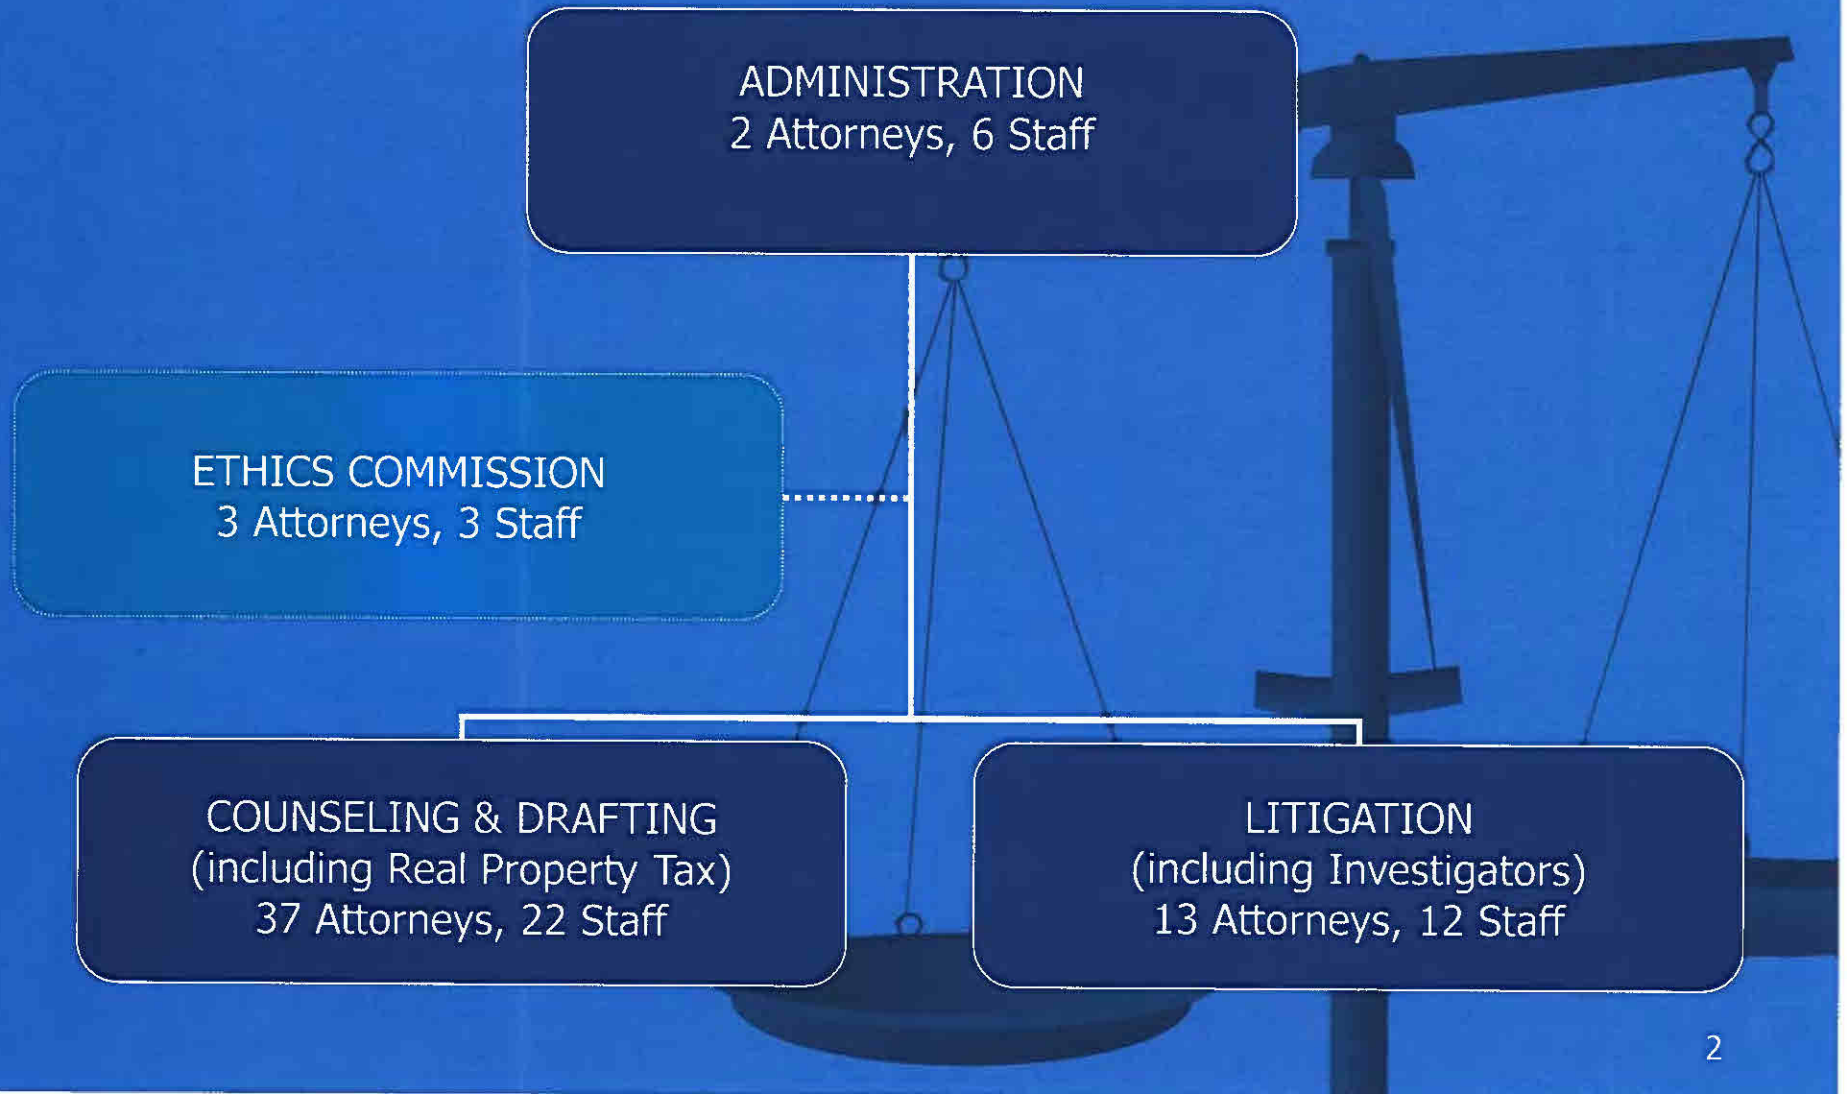 ADMINISTRATION
2 Attorneys, 6 Staff
ETHICS COMMISSION
3 Attorneys, 3 Staff
COUNSELING & DRAFTING
(including Real Property Tax)
37 Attorneys, 22 Staff
LITIGATION
(including Investigators)
13 Attorneys, 12 Staff
2